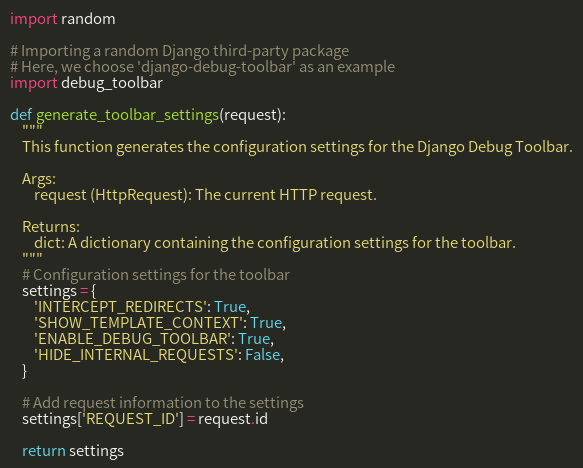 import random

# Importing a random Django third-party package
# Here, we choose 'django-debug-toolbar' as an example
import debug_toolbar

def generate_toolbar_settings(request):
    """
    This function generates the configuration settings for the Django Debug Toolbar.

    Args:
        request (HttpRequest): The current HTTP request.

    Returns:
        dict: A dictionary containing the configuration settings for the toolbar.
    """
    # Configuration settings for the toolbar
    settings = {
        'INTERCEPT_REDIRECTS': True,
        'SHOW_TEMPLATE_CONTEXT': True,
        'ENABLE_DEBUG_TOOLBAR': True,
        'HIDE_INTERNAL_REQUESTS': False,
    }

    # Add request information to the settings
    settings['REQUEST_ID'] = request.id

    return settings